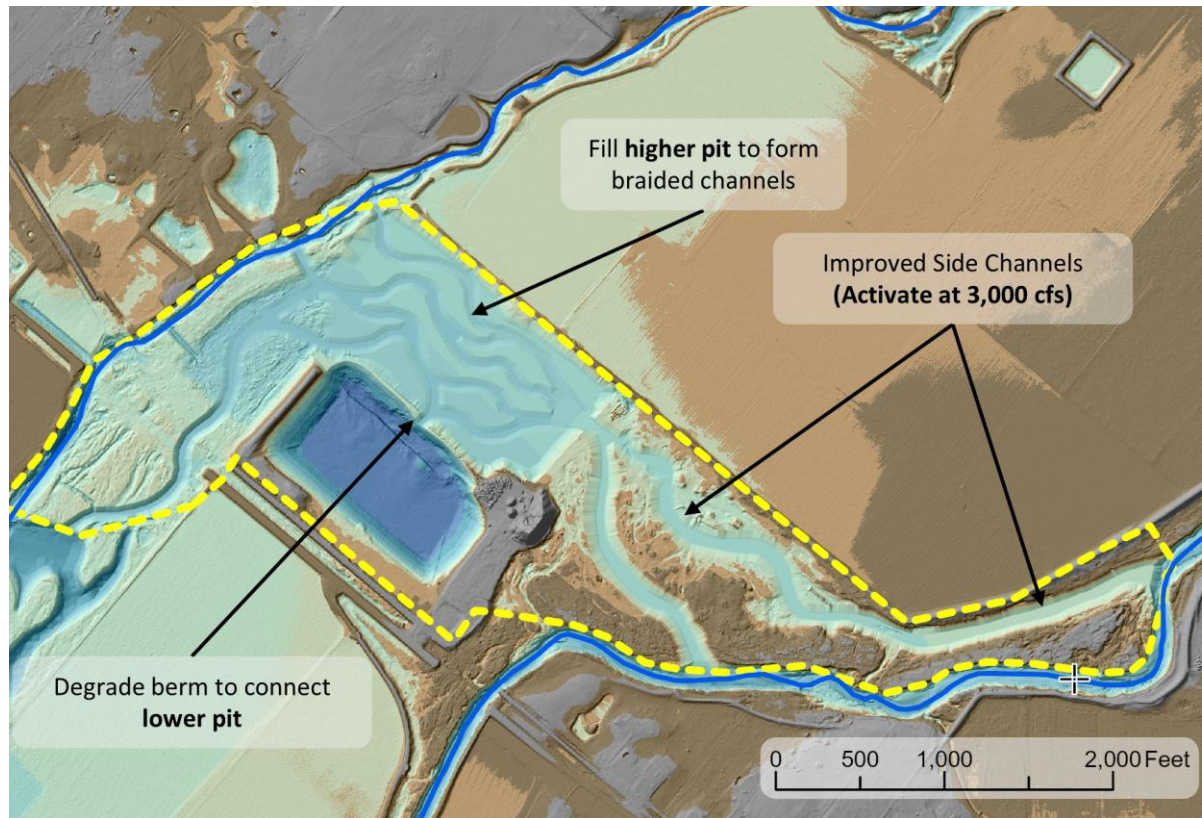 Fill higher pit to form
braided channels
Improved Side Channels
(Activate at 3,000 cfs)
Degrade berm to connect
lower pit
0 500 1,000 2,000 Feet